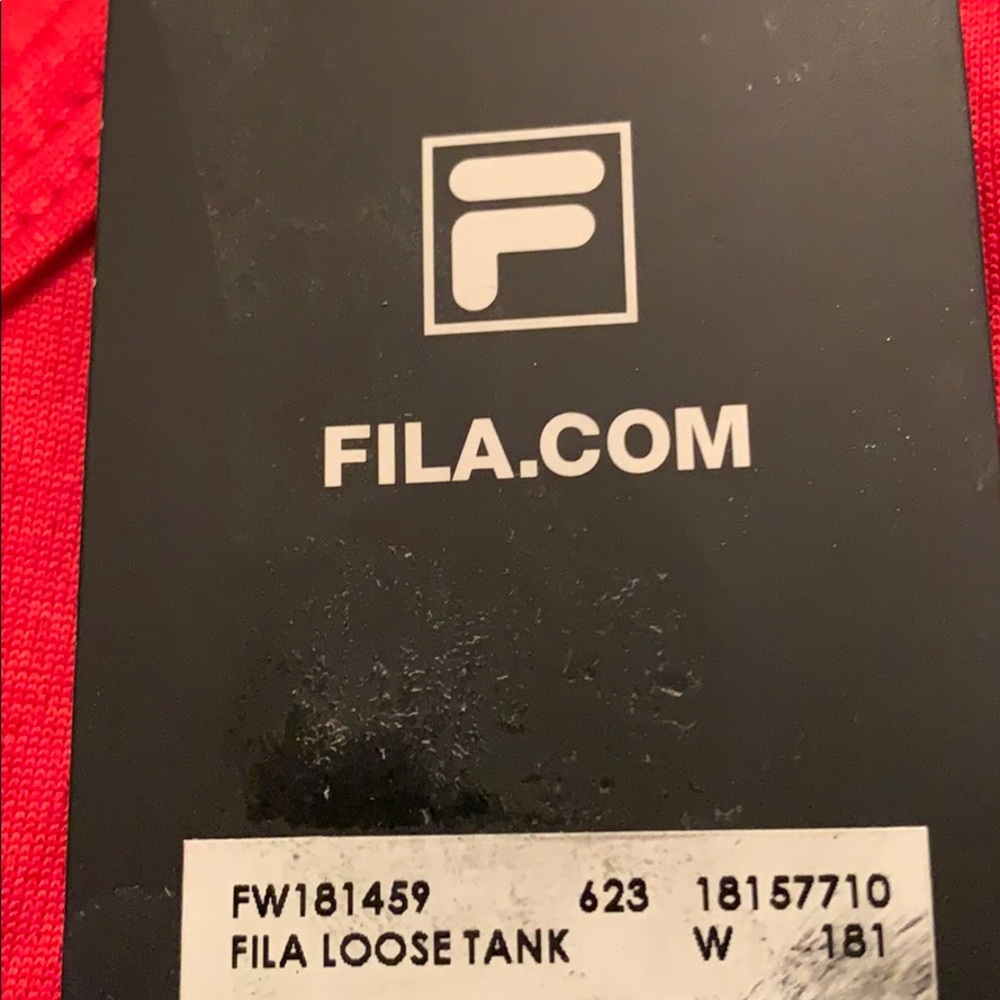 F
FILA.COM
FW181459 623 18157710
FILA LOOSE TANK W 181